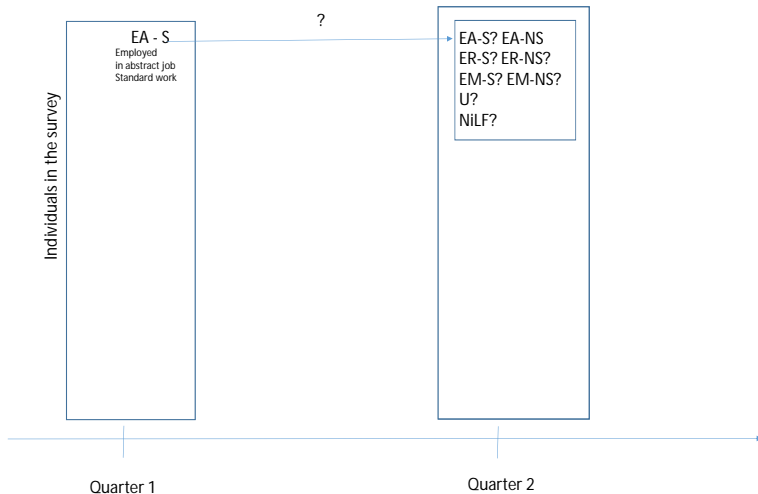 ?
EA - S
Employed
in abstract job
Standard work
EA-S? EA-NS
ER-S? ER-NS?
EM-S? EM-NS?
U?
NiLF?
Individuals in the survey
Quarter 1
Quarter 2